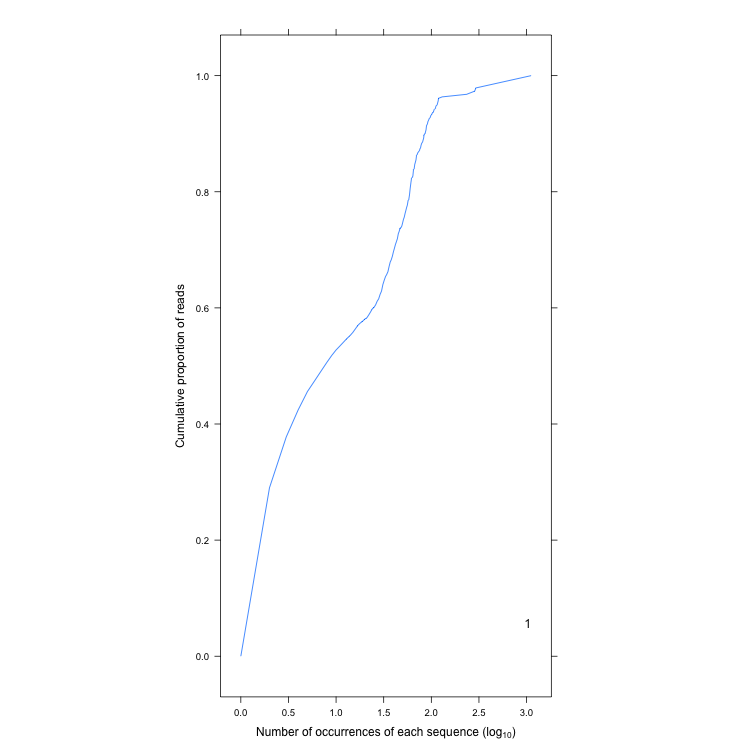 1.0
0.8
0.6
0.4
0.2
0.0
Cumulative proportion of reads
1
0.0 0.5 1.0 1.5 2.0 2.5 3.0
Number of occurrences of each sequence (log₁₀)